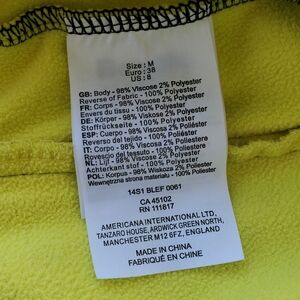 Size : M
Euro : 38
US : 8
GB: Body - 98% Viscose 2% Polyester
Reverse of Fabric - 100% Polyester
FR: Corps - 98% Viscose 2% Polyester
Envers du tissu - 100% Polyester
DE: Körper - 98% Viskose 2% Polyester
Stoffrückseite - 100% Polyester
ESP: Cuerpo - 98% Viscosa 2% Poliéster
Reverso del tejido - 100% Poliéster
IT: Corpo - 98% Viscosa 2% Poliestere
Rovescio del tessuto - 100% Poliestere
NL: Lijf - 98% Viscose 2% Polyester
Achterkant stof - 100% Polyester
POL: Korpus - 98% Wiskoza 2% Poliester
Wewnętrzna strona materiału - 100% Poliester
14S1 BLEF 0061
CA 45102
RN 111817
AMERICANA INTERNATIONAL LTD,
TANZARO HOUSE, ARDWICK GREEN NORTH,
MANCHESTER M12 6FZ, ENGLAND
MADE IN CHINA
FABRIQUÉ EN CHINE